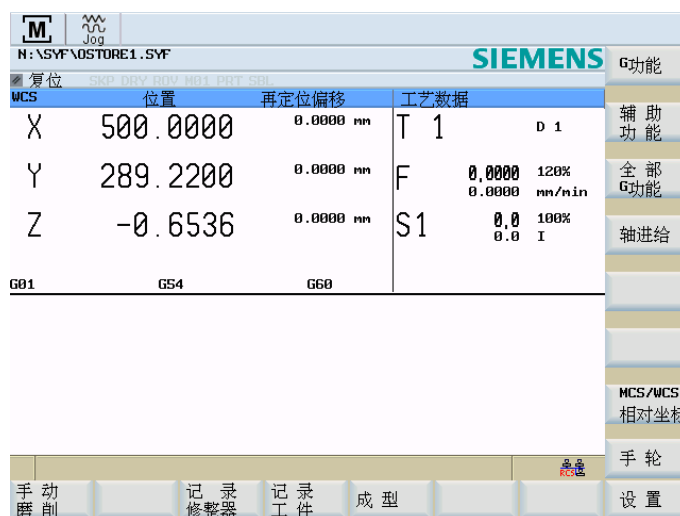 M
Jog
N:\SYF\0STORE1.SYF
SIEMENS
复位 SKP DRY ROV M01 PRT SBL
WCS 位置 再定位偏移 工艺数据
X 500.0000 0.0000 mm T 1 D 1
Y 289.2200 0.0000 mm F 0.0000 120%
0.0000 mm/min
Z -0.6536 0.0000 mm S1 0.0 100%
0.0 I
G01 G54 G60
G功能
辅 助
功 能
全 部
G功能
轴进给
MCS/WCS
相对坐标
手 轮
RCS
手 动
磨 削
记 录
修整器
记 录
工 件
成 型
设 置